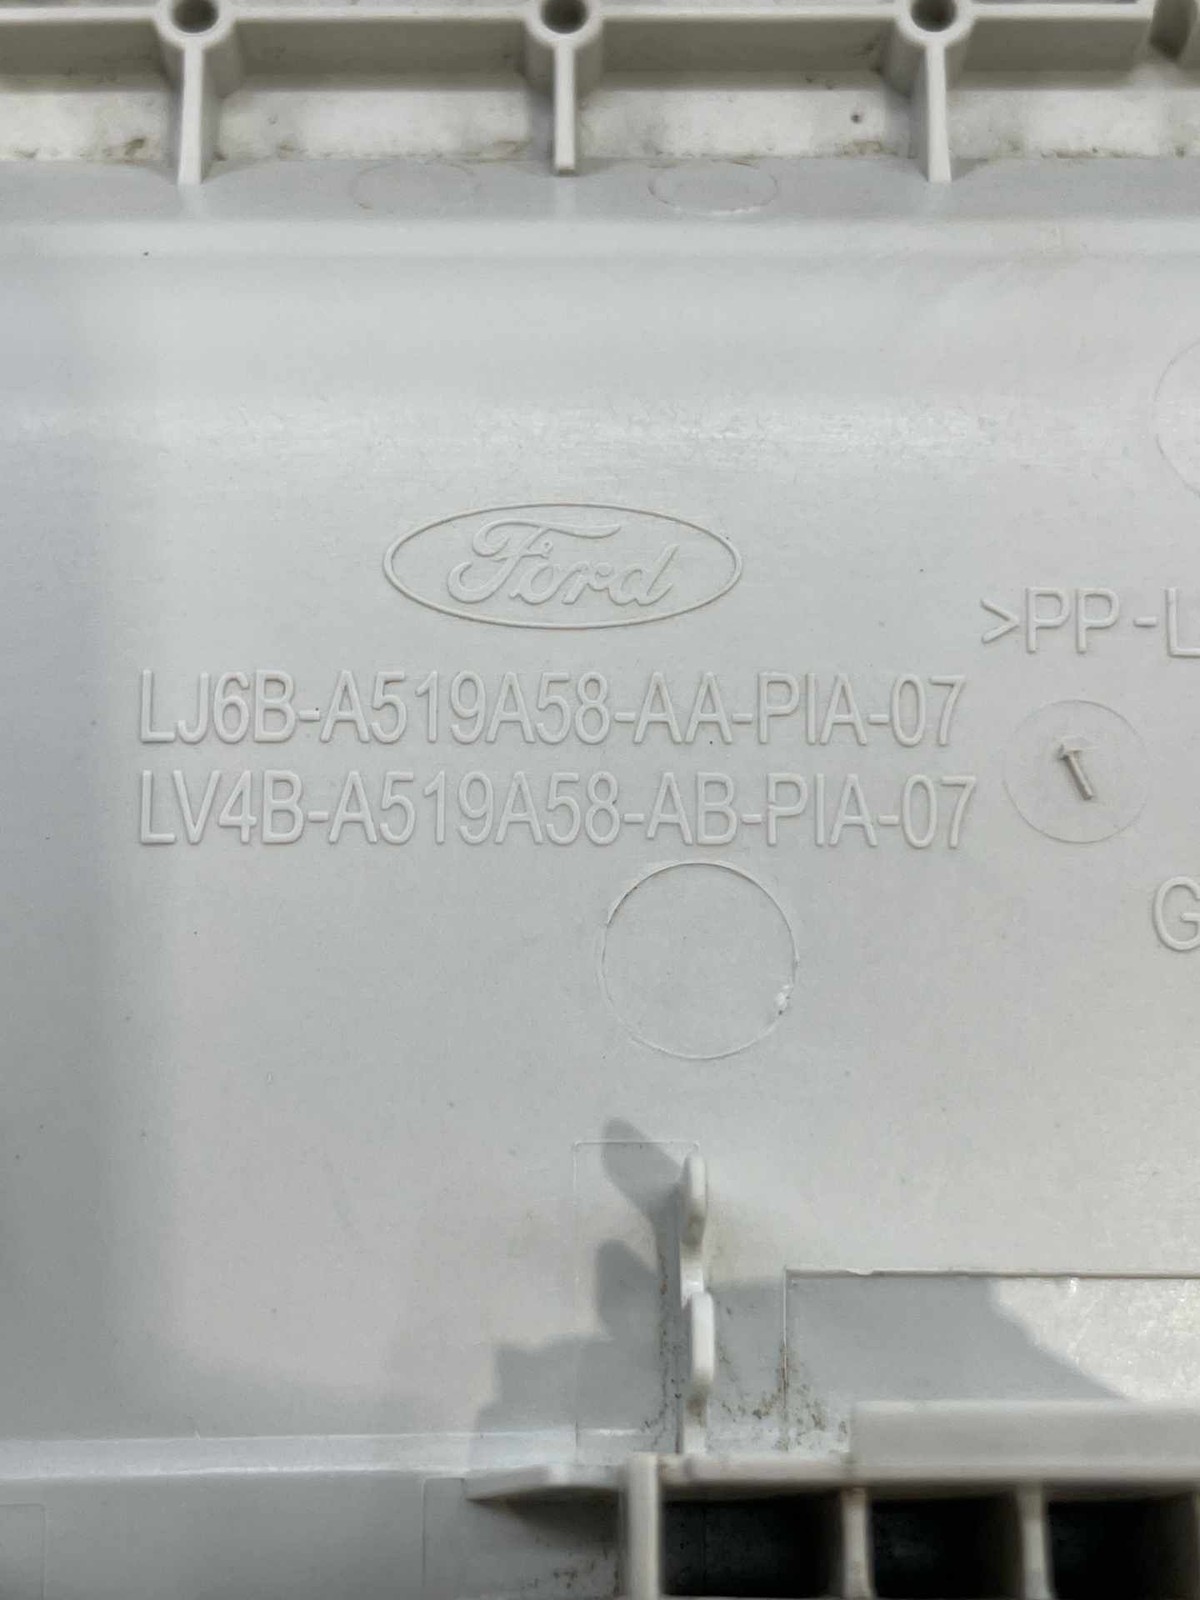 Ford
>PP-L
LJ6B-A519A58-AA-PIA-07
LV4B-A519A58-AB-PIA-07
G